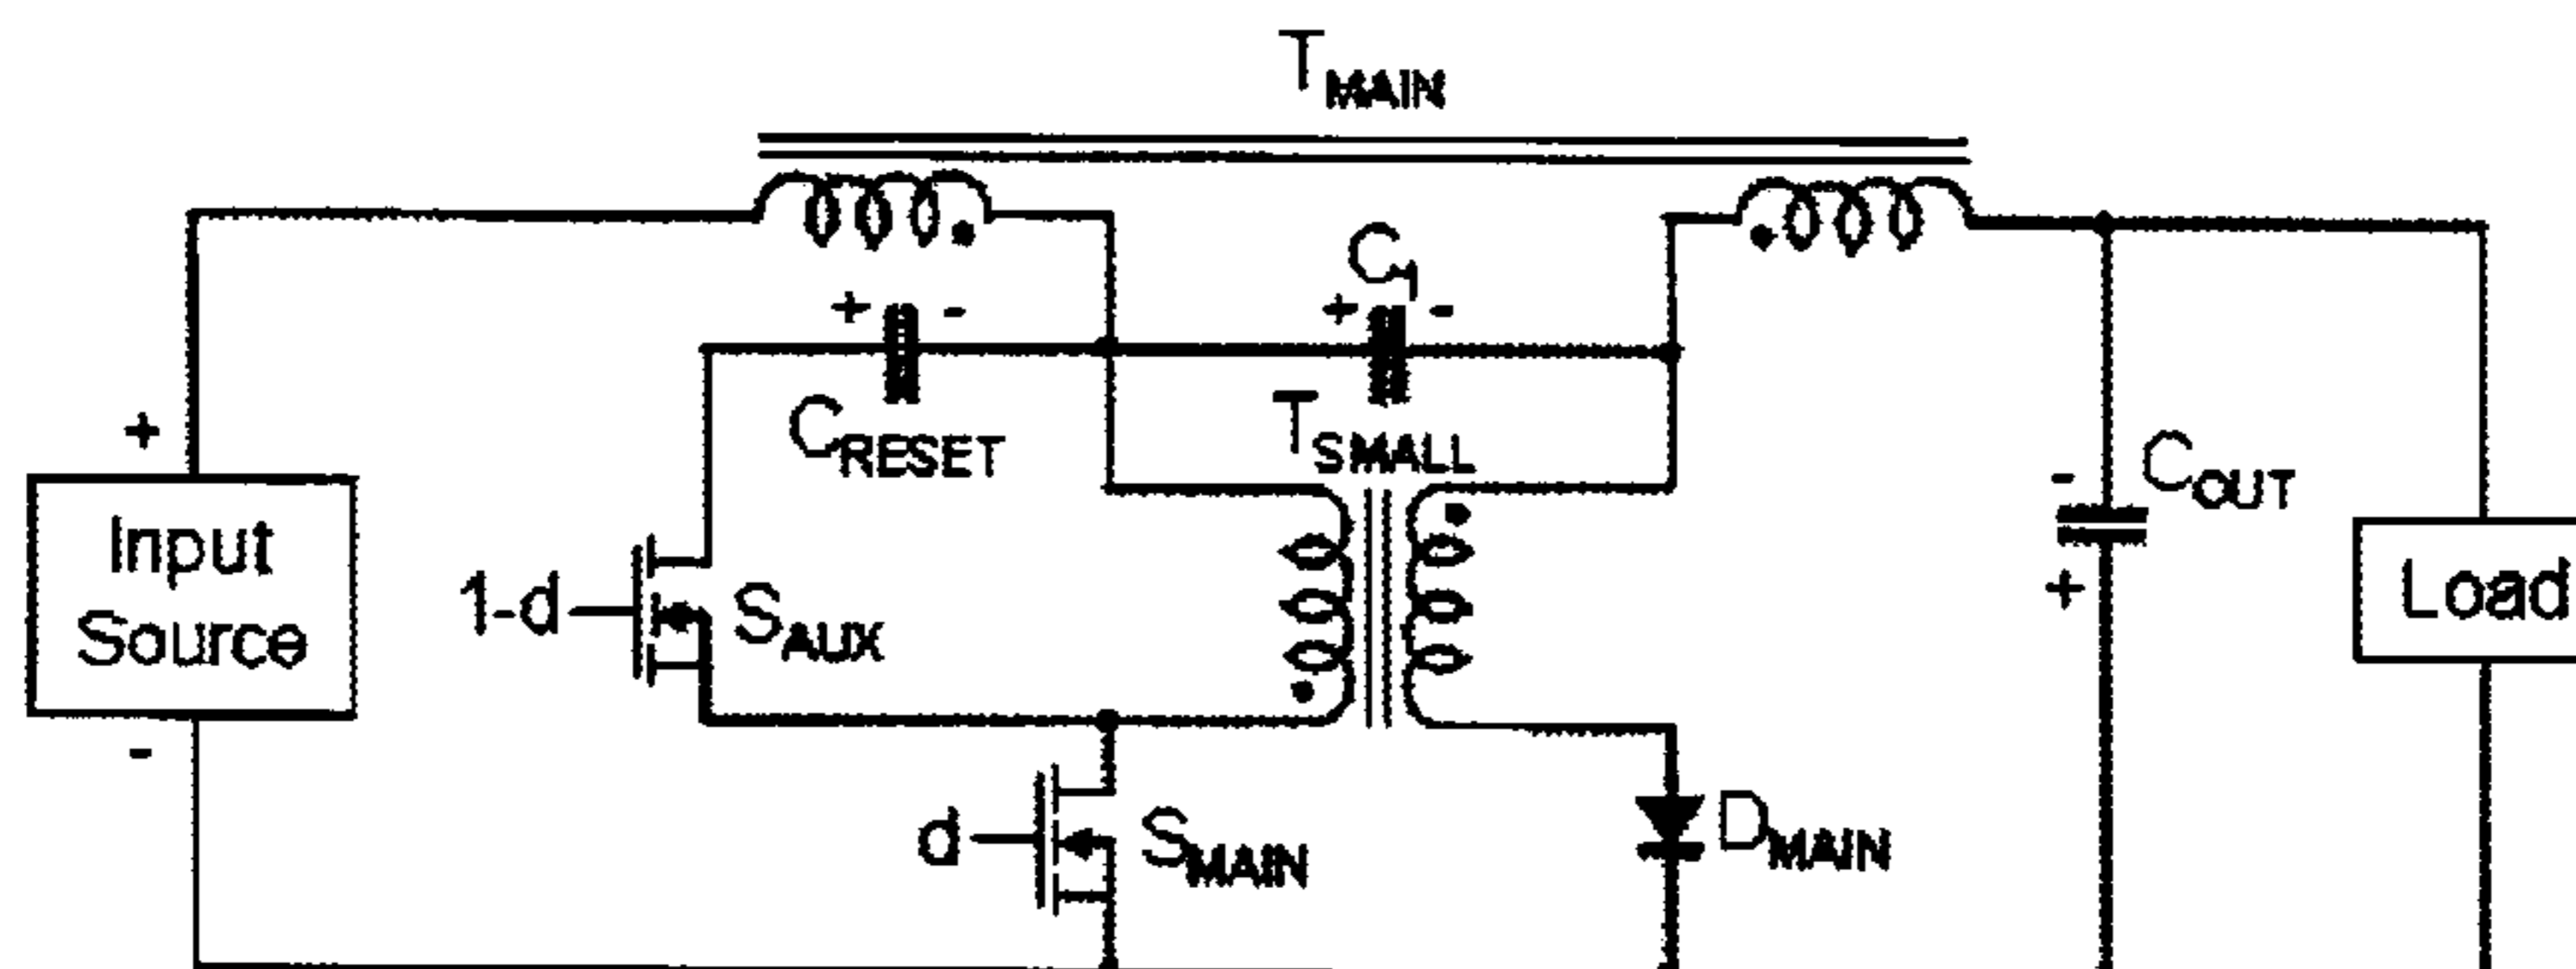 T_MAIN
C_1
+ - + -
C_RESET
T_SMALL
+
Input
Source
-
1-d
S_AUX
-
C_OUT
+
Load
d
S_MAIN
D_MAIN